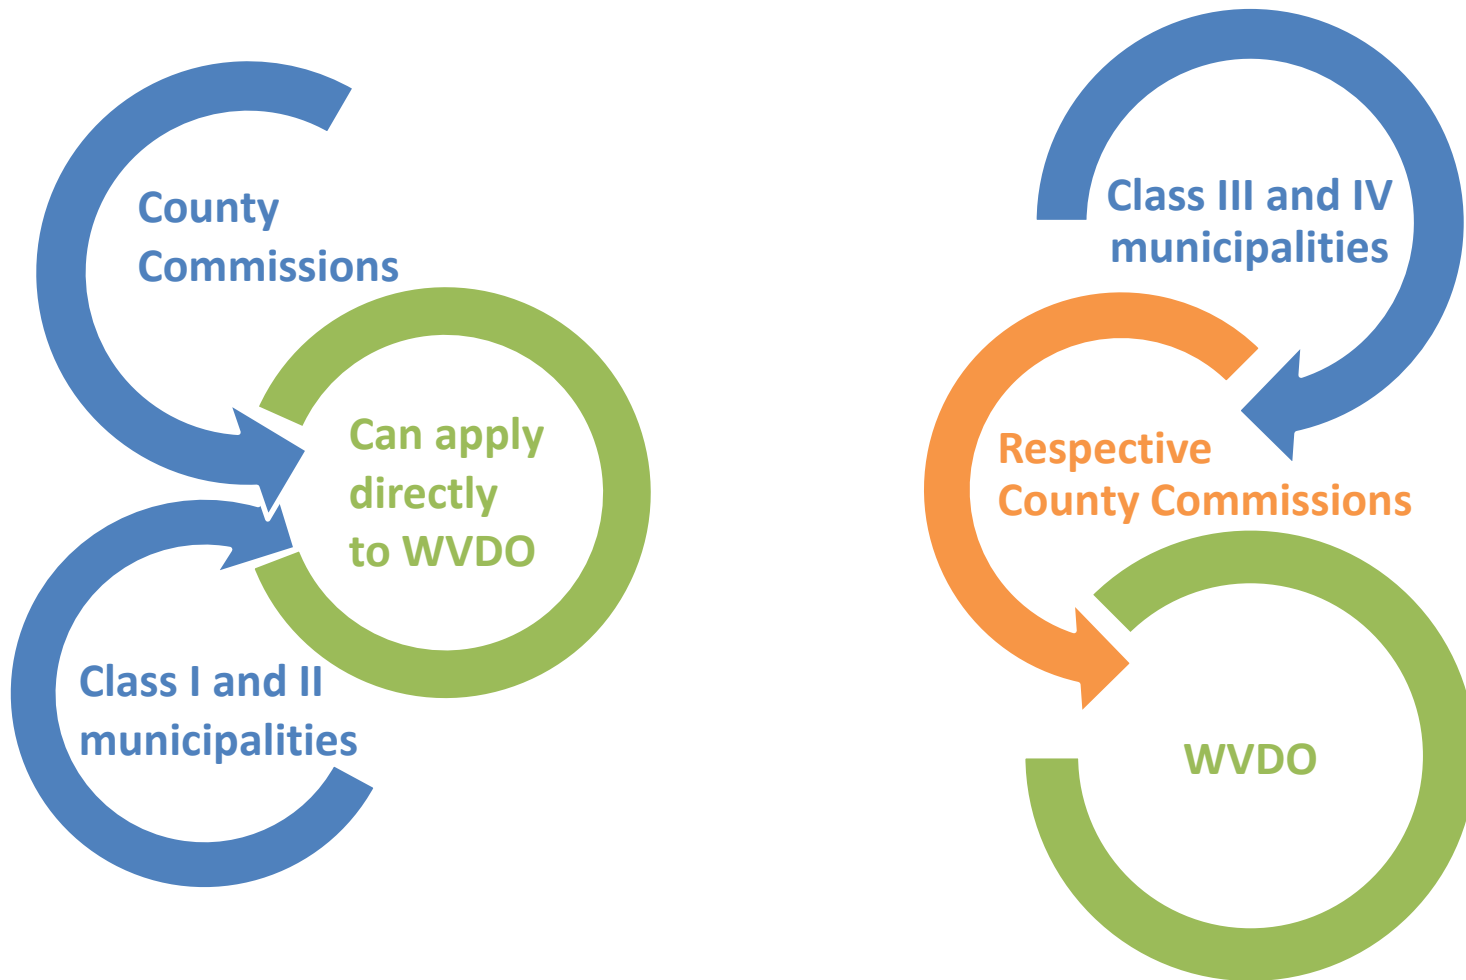 County
Commissions
Can apply
directly
to WVDO
Class I and II
municipalities
Class III and IV
municipalities
Respective
County Commissions
WVDO